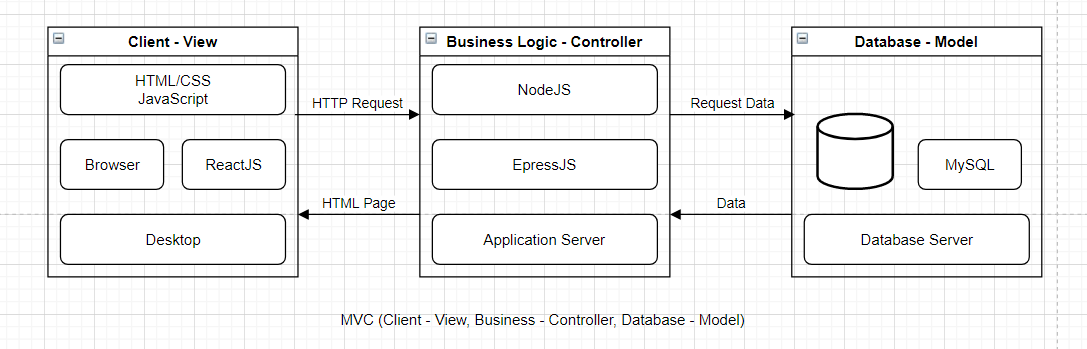 Client - View
HTML/CSS
JavaScript
Browser
ReactJS
Desktop
HTTP Request
HTML Page
Business Logic - Controller
NodeJS
EpressJS
Application Server
Request Data
Data
Database - Model
MySQL
Database Server
MVC (Client - View, Business - Controller, Database - Model)